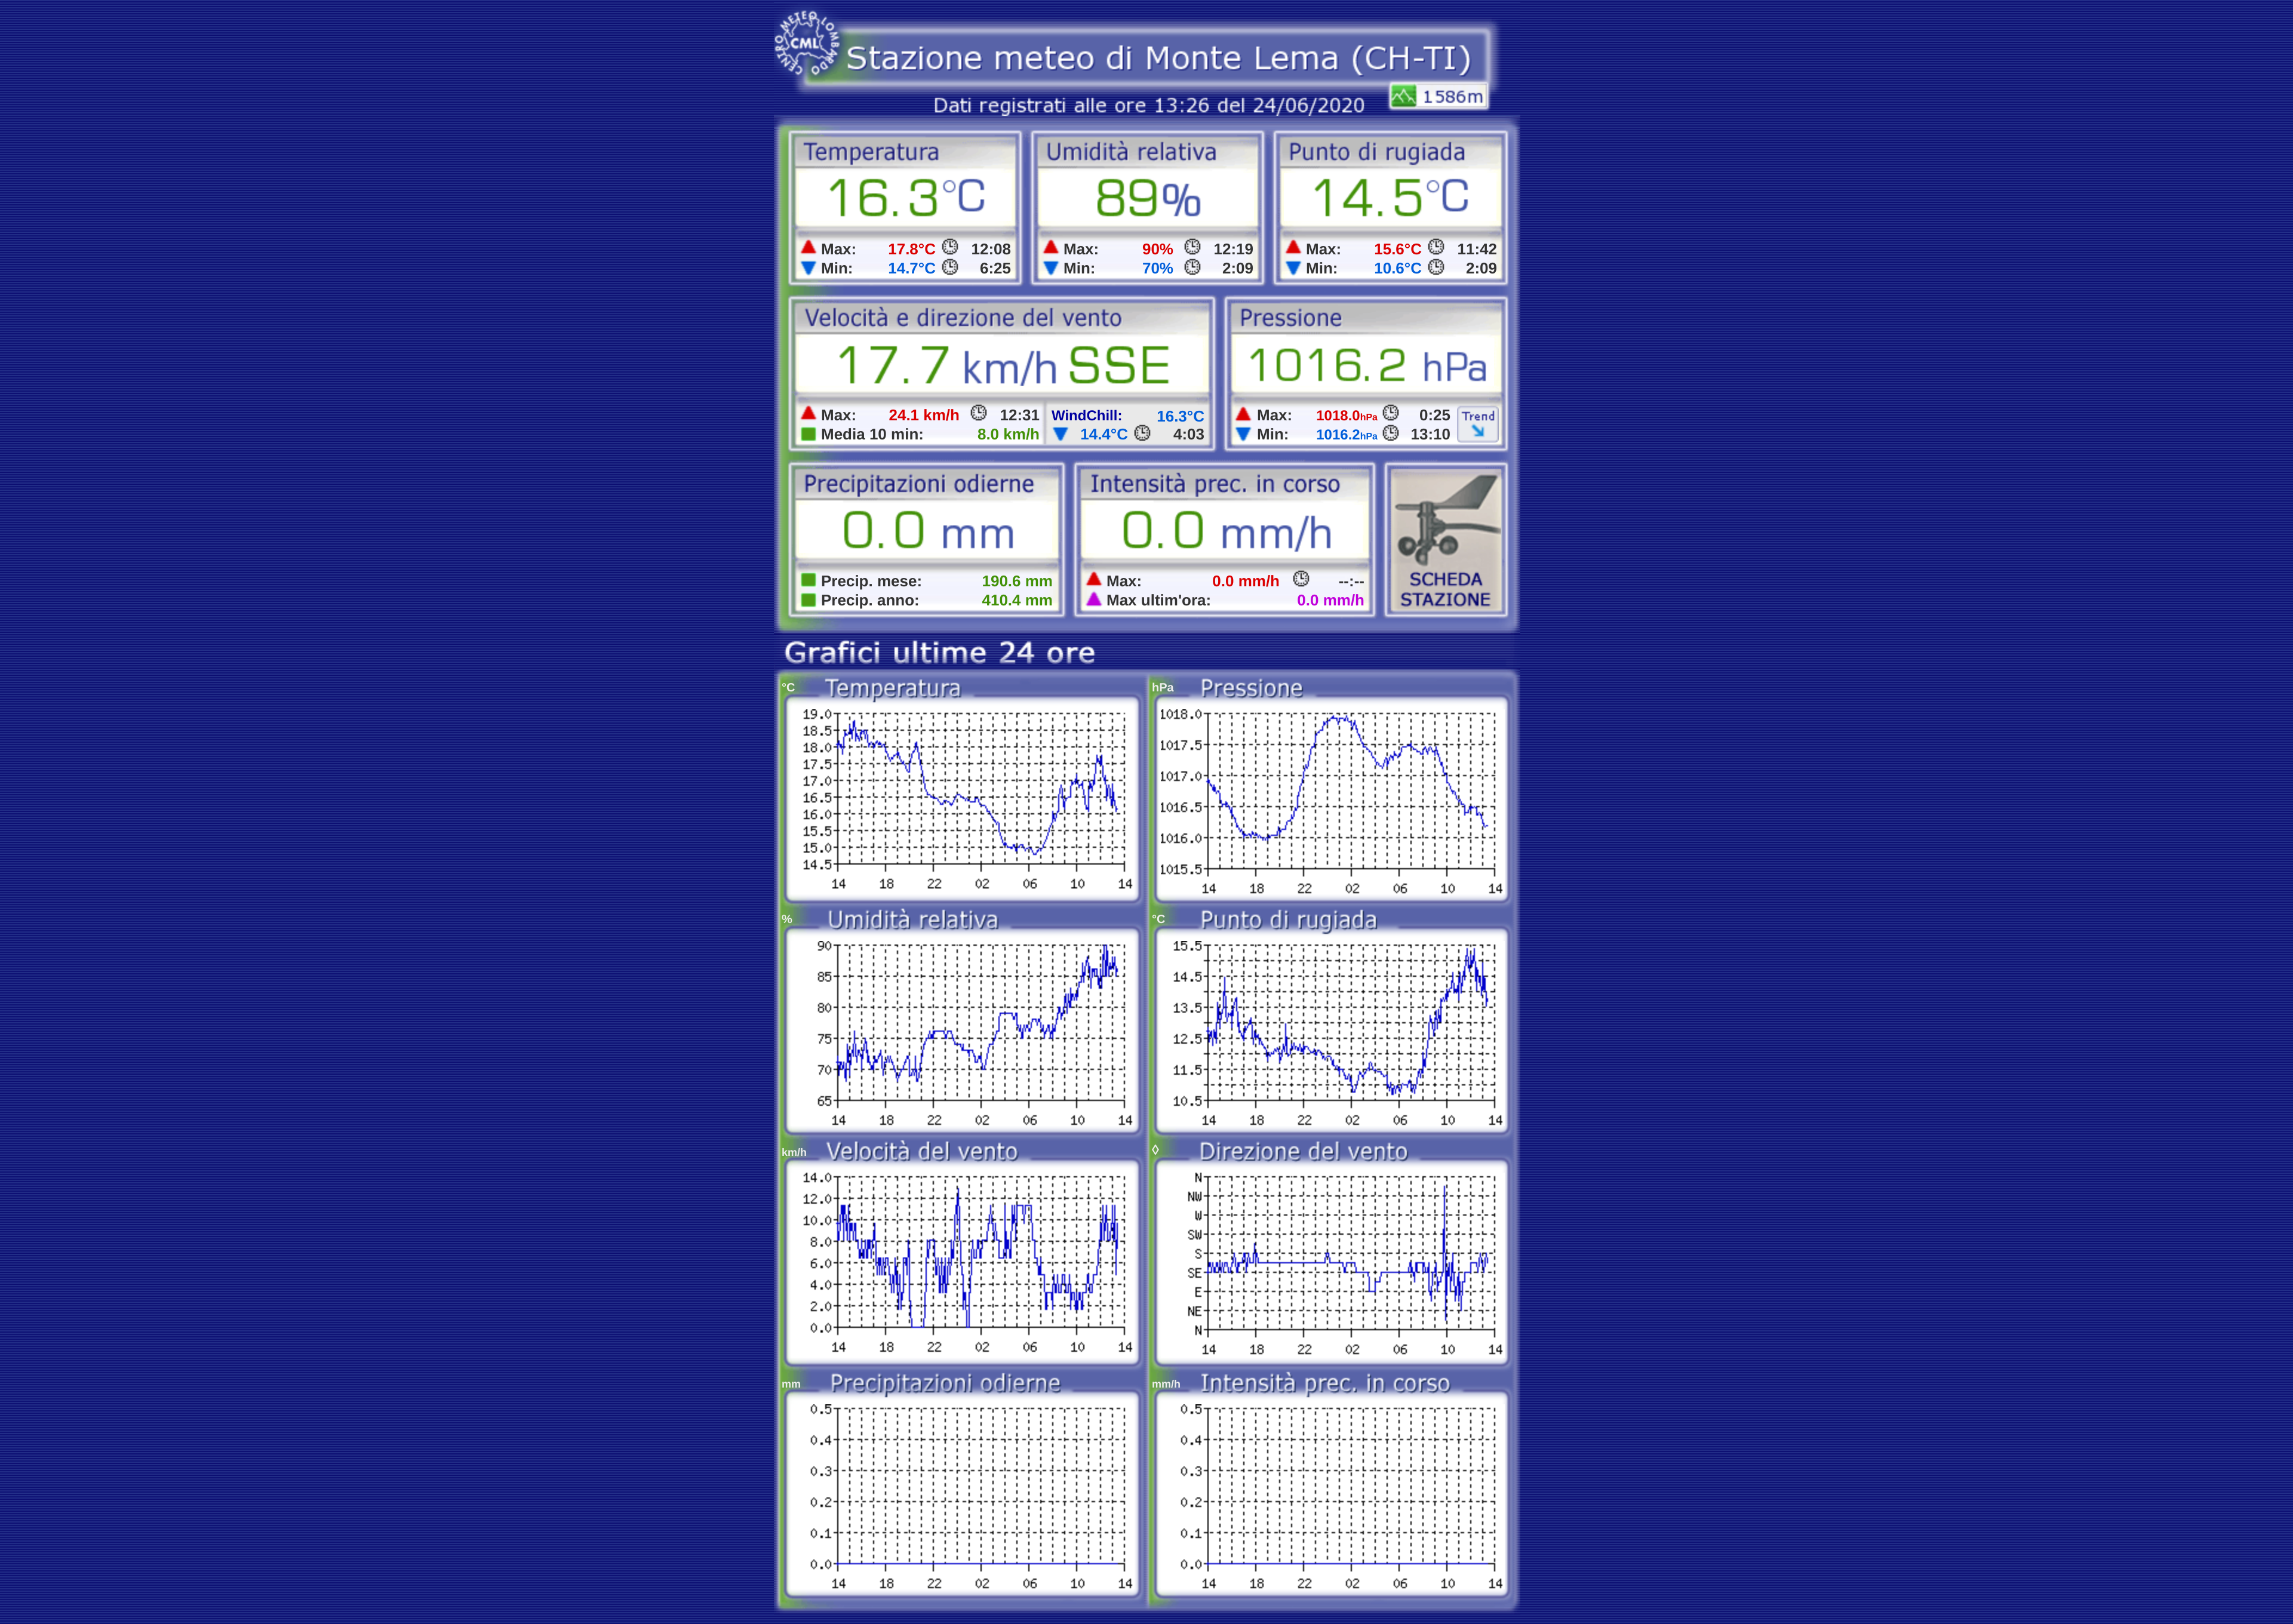 CENTRO METEO LOMBARDO
CML
Stazione meteo di Monte Lema (CH-TI)
Dati registrati alle ore 13:26 del 24/06/2020
1586m
Temperatura Umidità relativa Punto di rugiada
16.3°C 89% 14.5°C
Max: 17.8°C 12:08 Max: 90% 12:19 Max: 15.6°C 11:42
Min: 14.7°C 6:25 Min: 70% 2:09 Min: 10.6°C 2:09
Velocità e direzione del vento Pressione
17.7 km/h SSE 1016.2 hPa
Max: 24.1 km/h 12:31 WindChill: 16.3°C Max: 1018.0hPa 0:25 Trend
Media 10 min: 8.0 km/h 14.4°C 4:03 Min: 1016.2hPa 13:10
Precipitazioni odierne Intensità prec. in corso
0.0 mm 0.0 mm/h
Precip. mese: 190.6 mm Max: 0.0 mm/h --:-- SCHEDA
Precip. anno: 410.4 mm Max ultim'ora: 0.0 mm/h STAZIONE
Grafici ultime 24 ore
°C Temperatura
19.0
18.5
18.0
17.5
17.0
16.5
16.0
15.5
15.0
14.5
14 18 22 02 06 10 14
hPa Pressione
1018.0
1017.5
1017.0
1016.5
1016.0
1015.5
14 18 22 02 06 10 14
% Umidità relativa
90
85
80
75
70
65
14 18 22 02 06 10 14
°C Punto di rugiada
15.5
14.5
13.5
12.5
11.5
10.5
14 18 22 02 06 10 14
km/h Velocità del vento
14.0
12.0
10.0
8.0
6.0
4.0
2.0
0.0
14 18 22 02 06 10 14
◊ Direzione del vento
N
NW
W
SW
S
SE
E
NE
N
14 18 22 02 06 10 14
mm Precipitazioni odierne
0.5
0.4
0.3
0.2
0.1
0.0
14 18 22 02 06 10 14
mm/h Intensità prec. in corso
0.5
0.4
0.3
0.2
0.1
0.0
14 18 22 02 06 10 14